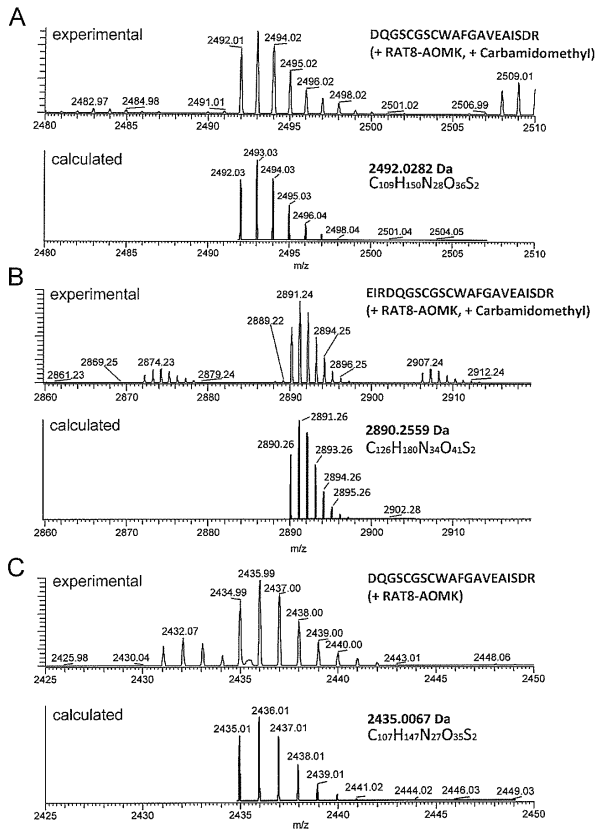 A
experimental
DQGSCGSCWAFGAVEAISDR
(+ RAT8-AOMK, + Carbamidomethyl)
2492.01
2494.02
2495.02
2496.02
2498.02
2509.01
2482.97
2484.98
2491.01
2501.02
2506.99
2480 2485 2490 2495 2500 2505 2510
calculated
2492.0282 Da
C109H150N28O36S2
2493.03
2492.03
2494.03
2495.03
2496.04
2498.04
2501.04
2504.05
2480 2485 2490 2495 2500 2505 2510
m/z
B
experimental
EIRDQGSCGSCWAFGAVEAISDR
(+ RAT8-AOMK, + Carbamidomethyl)
2891.24
2889.22
2894.25
2861.23
2869.25
2874.23
2879.24
2896.25
2907.24
2912.24
2860 2870 2880 2890 2900 2910
calculated
2890.2559 Da
C126H180N34O41S2
2891.26
2890.26
2893.26
2894.26
2895.26
2902.28
2860 2870 2880 2890 2900 2910
m/z
C
experimental
DQGSCGSCWAFGAVEAISDR
(+ RAT8-AOMK)
2435.99
2434.99
2437.00
2438.00
2439.00
2440.00
2425.98
2430.04
2432.07
2443.01
2448.06
2425 2430 2435 2440 2445 2450
calculated
2435.0067 Da
C107H147N27O35S2
2436.01
2435.01
2437.01
2438.01
2439.01
2441.02
2444.02
2446.03
2449.03
2425 2430 2435 2440 2445 2450
m/z